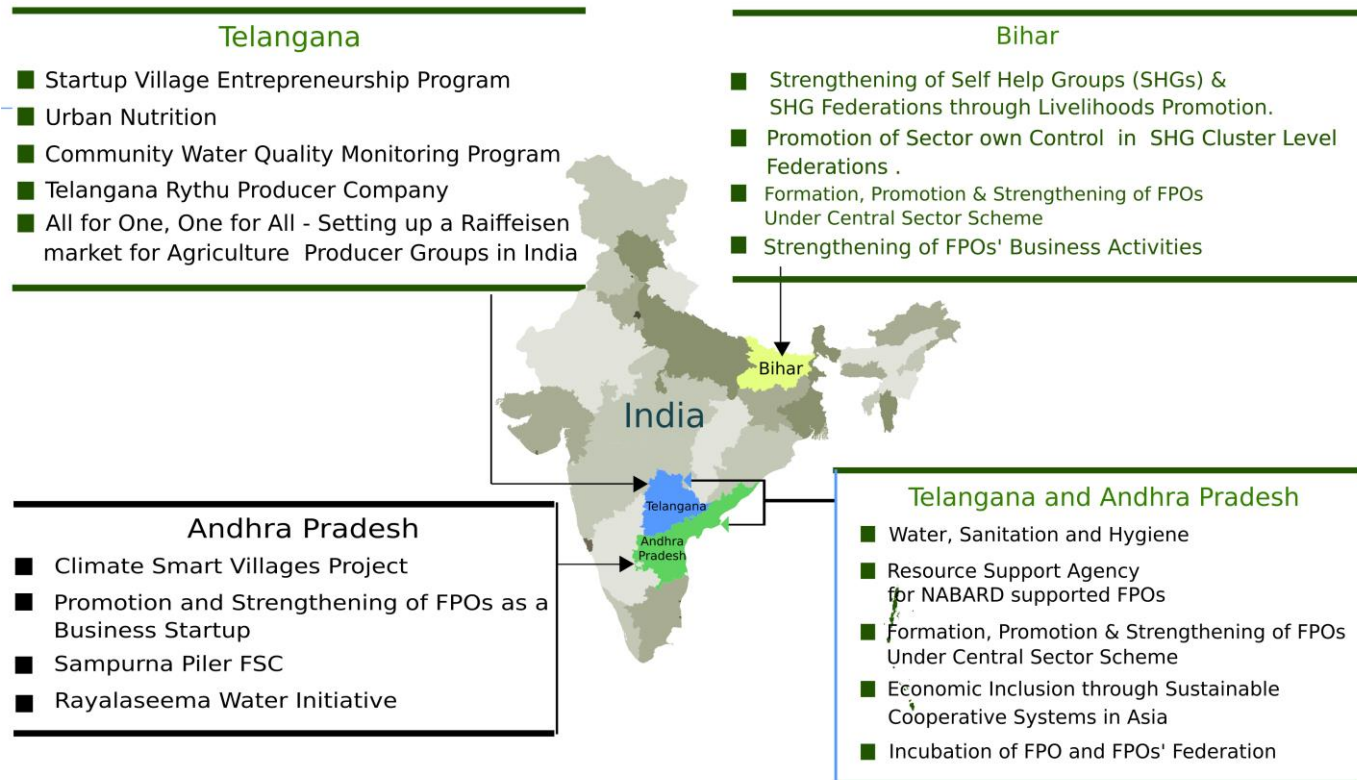 Telangana
Startup Village Entrepreneurship Program
Urban Nutrition
Community Water Quality Monitoring Program
Telangana Rythu Producer Company
All for One, One for All - Setting up a Raiffeisen
market for Agriculture Producer Groups in India
Bihar
Strengthening of Self Help Groups (SHGs) &
SHG Federations through Livelihoods Promotion.
Promotion of Sector own Control in SHG Cluster Level
Federations .
Formation, Promotion & Strengthening of FPOs
Under Central Sector Scheme
Strengthening of FPOs' Business Activities
Bihar
India
Telangana
Andhra
Pradesh
Andhra Pradesh
Climate Smart Villages Project
Promotion and Strengthening of FPOs as a
Business Startup
Sampurna Piler FSC
Rayalaseema Water Initiative
Telangana and Andhra Pradesh
Water, Sanitation and Hygiene
Resource Support Agency
for NABARD supported FPOs
Formation, Promotion & Strengthening of FPOs
Under Central Sector Scheme
Economic Inclusion through Sustainable
Cooperative Systems in Asia
Incubation of FPO and FPOs' Federation